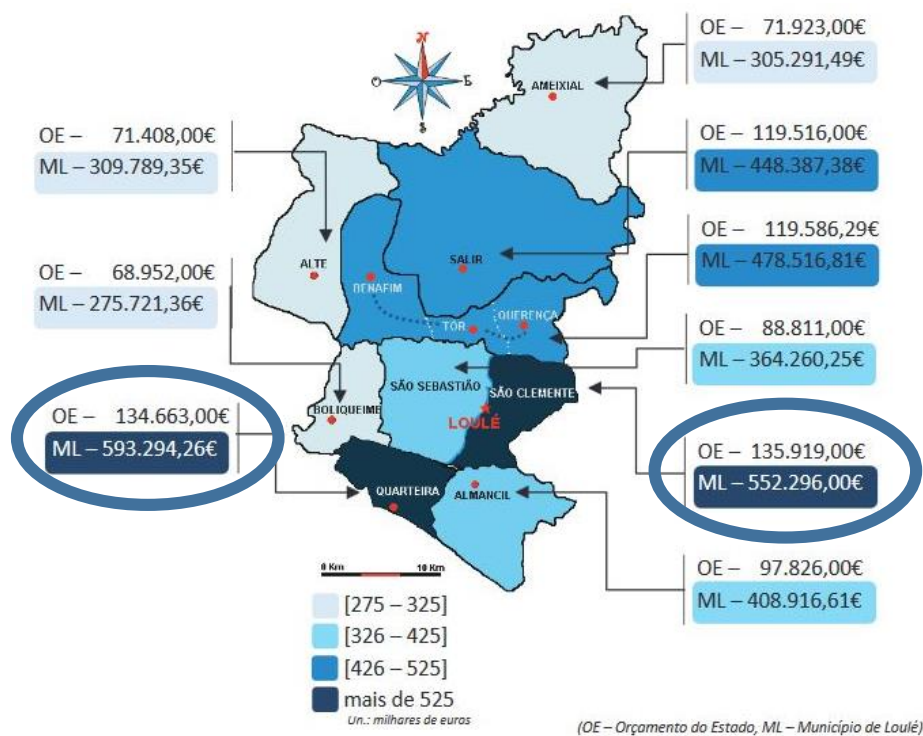 N
O
E
S
OE – 71.923,00€
ML – 305.291,49€
AMEIXIAL
OE – 71.408,00€
ML – 309.789,35€
OE – 119.516,00€
ML – 448.387,38€
ALTE
SALIR
BENAFIM
OE – 68.952,00€
ML – 275.721,36€
OE – 119.586,29€
ML – 478.516,81€
TÔR
QUERENÇA
OE – 88.811,00€
ML – 364.260,25€
SÃO SEBASTIÃO
SÃO CLEMENTE
BOLIQUEIME
LOULÉ
OE – 134.663,00€
ML – 593.294,26€
OE – 135.919,00€
ML – 552.296,00€
QUARTEIRA
ALMANCIL
OE – 97.826,00€
ML – 408.916,61€
0 Km 10 Km
[275 – 325]
[326 – 425]
[426 – 525]
mais de 525
Un.: milhares de euros
(OE – Orçamento do Estado, ML – Município de Loulé)